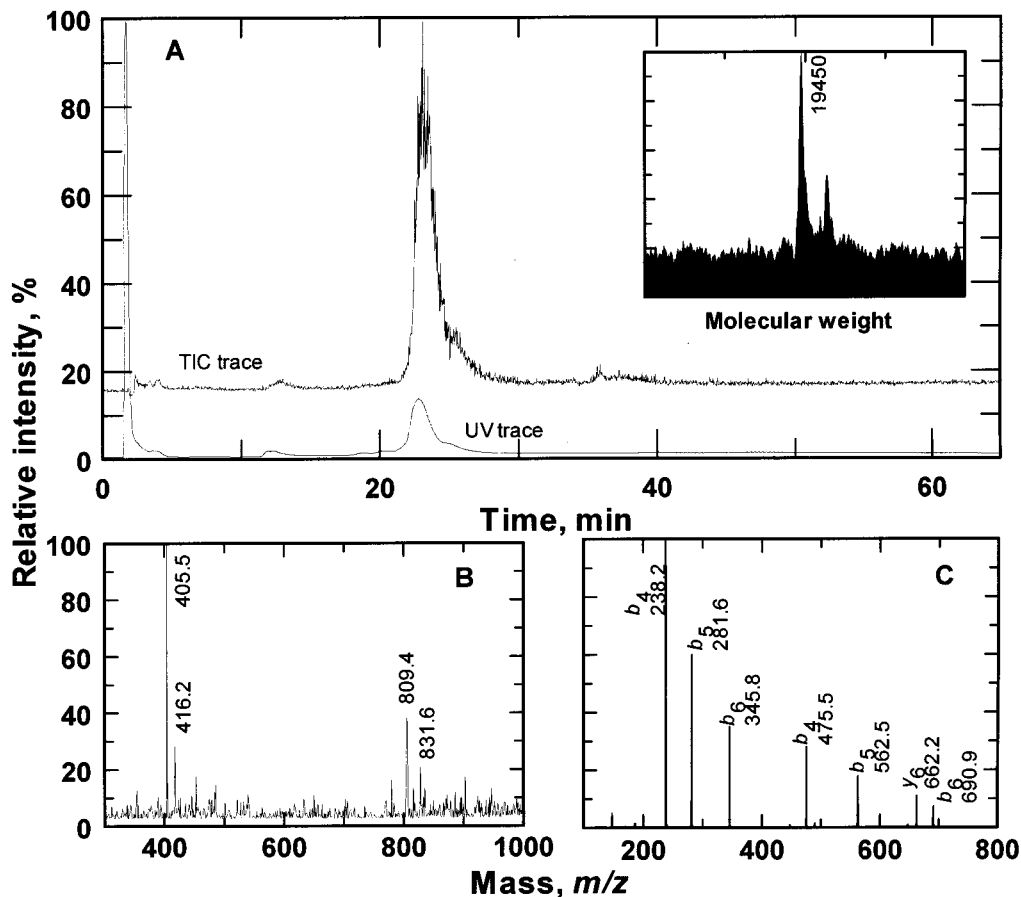 100
80
60
40
20
0
A
19450
Molecular weight
TIC trace
UV trace
0
20
40
60
Time, min
Relative intensity, %
100
80
60
40
20
0
B
405.5
416.2
809.4
831.6
400
600
800
1000
C
b4
238.2
b5
281.6
b6
345.8
b4
475.5
b5
562.5
y6
662.2
b6
690.9
200
400
600
800
Mass, m/z